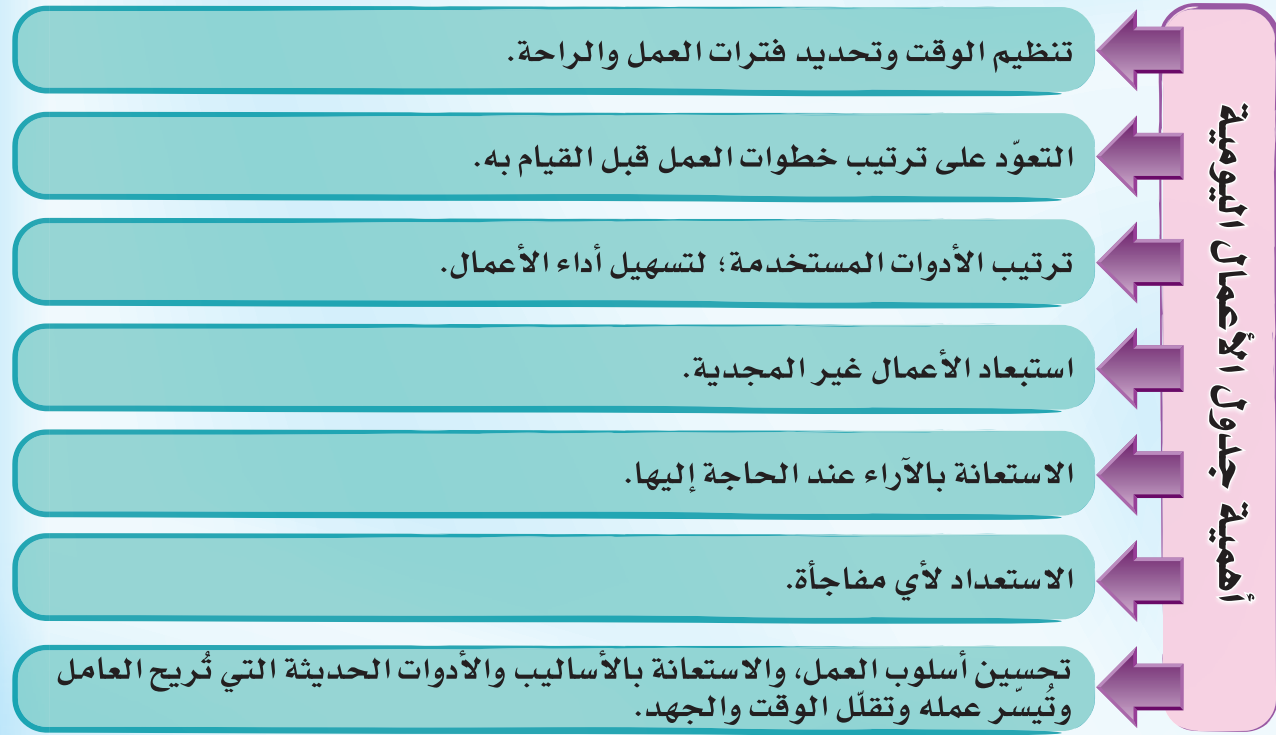 أهمية جدول الأعمال اليومية
تنظيم الوقت وتحديد فترات العمل والراحة.
التعوّد على ترتيب خطوات العمل قبل القيام به.
ترتيب الأدوات المستخدمة؛ لتسهيل أداء الأعمال.
استبعاد الأعمال غير المجدية.
الاستعانة بالآراء عند الحاجة إليها.
الاستعداد لأي مفاجأة.
تحسين أسلوب العمل، والاستعانة بالأساليب والأدوات الحديثة التي تُريح العامل
وتُيسّر عمله وتقلّل الوقت والجهد.